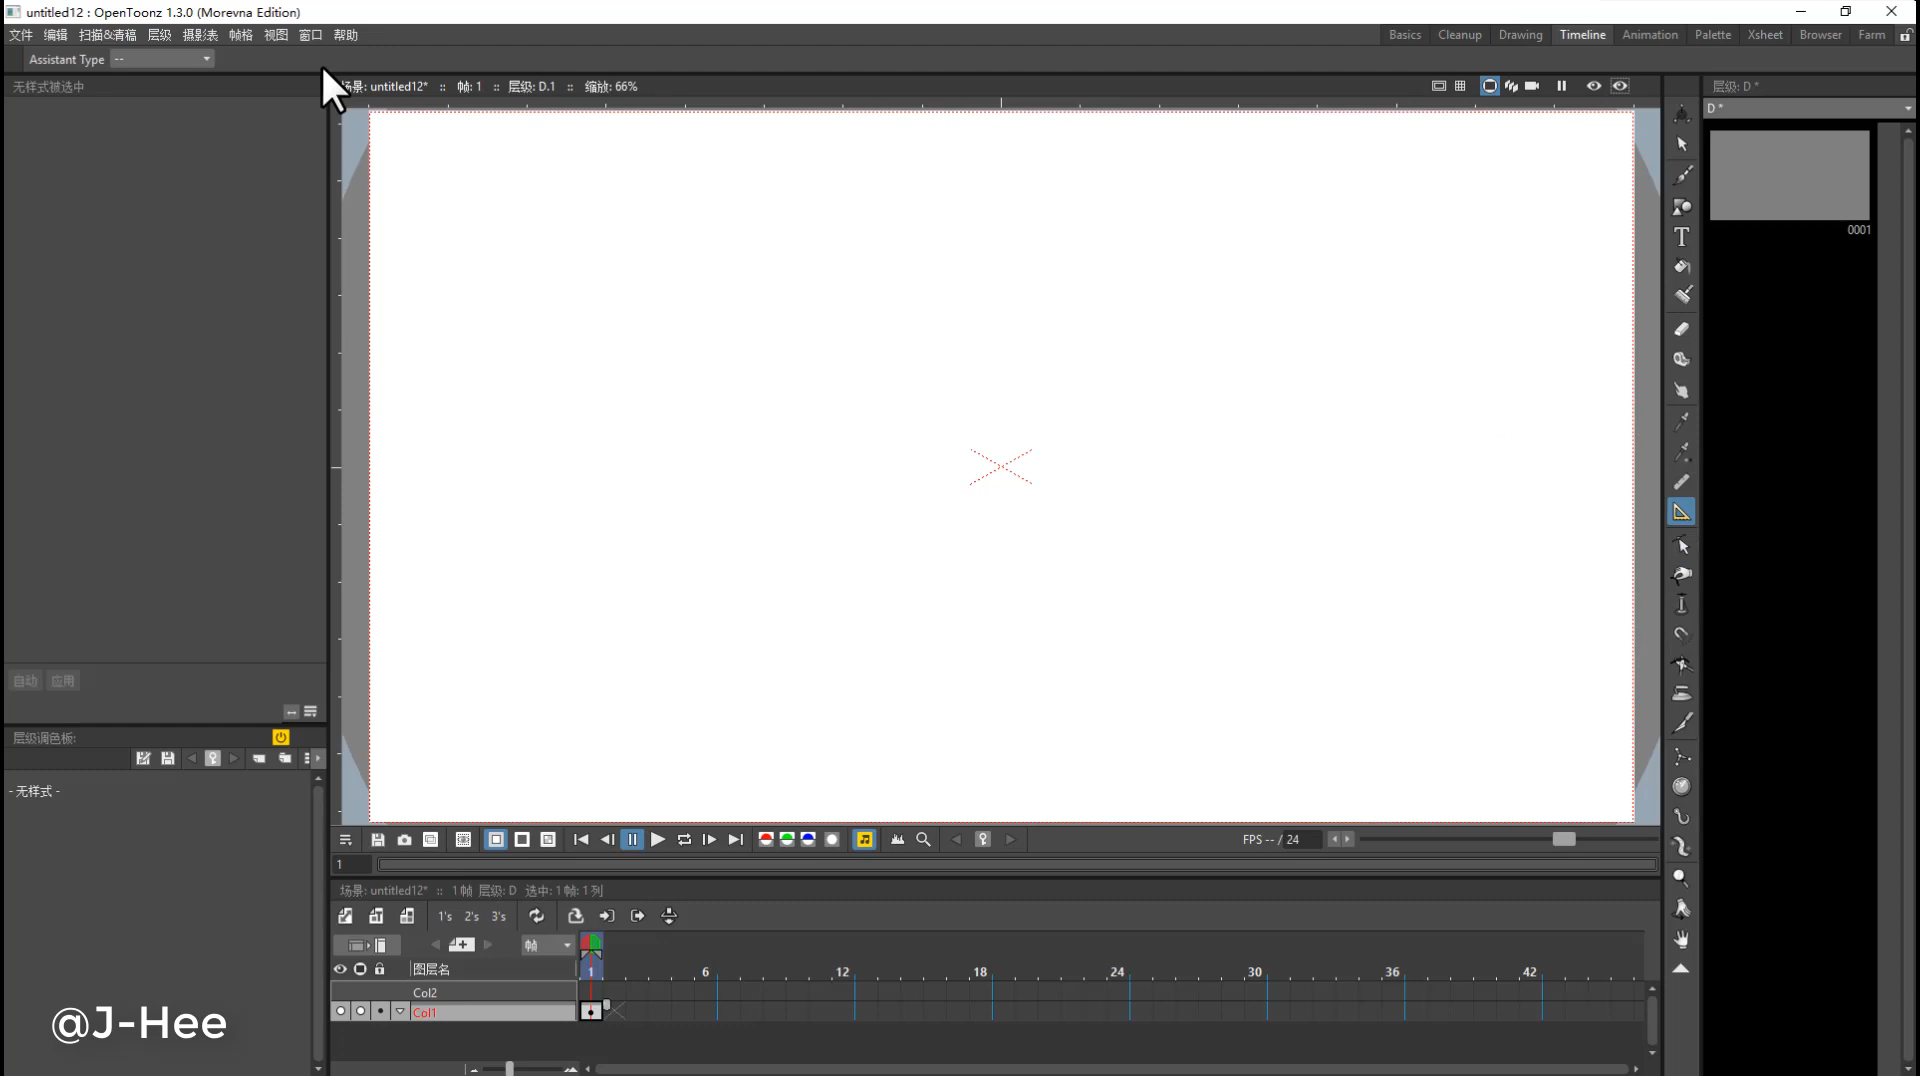 untitled12 : OpenToonz 1.3.0 (Morevna Edition)
文件 编辑 扫描&清稿 层级 摄影表 帧格 视图 窗口 帮助
Basics Cleanup Drawing Timeline Animation Palette Xsheet Browser Farm
Assistant Type --
无样式被选中
场景: untitled12* :: 帧: 1 :: 层级: D.1 :: 缩放: 66%
层级: D *
D *
0001
自动 应用
层级调色板:
- 无样式 -
FPS -- / 24
1
场景: untitled12* :: 1帧 层级: D 选中: 1 帧: 1 列
1's 2's 3's
帧
图层名
1 6 12 18 24 30 36 42
Col2
Col1
@J-Hee